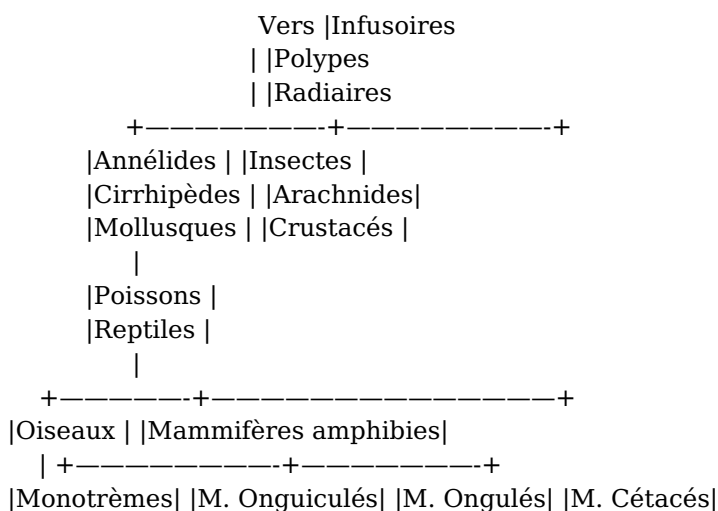 Vers |Infusoires
| |Polypes
| |Radiaires
+———————-+————————-+
|Annélides | |Insectes |
|Cirrhipèdes | |Arachnides|
|Mollusques | |Crustacés |
|
|Poissons |
|Reptiles |
|
+—————-+——————————————+
|Oiseaux | |Mammifères amphibies|
| +————————-+———————-+
|Monotrèmes| |M. Onguiculés| |M. Ongulés| |M. Cétacés|